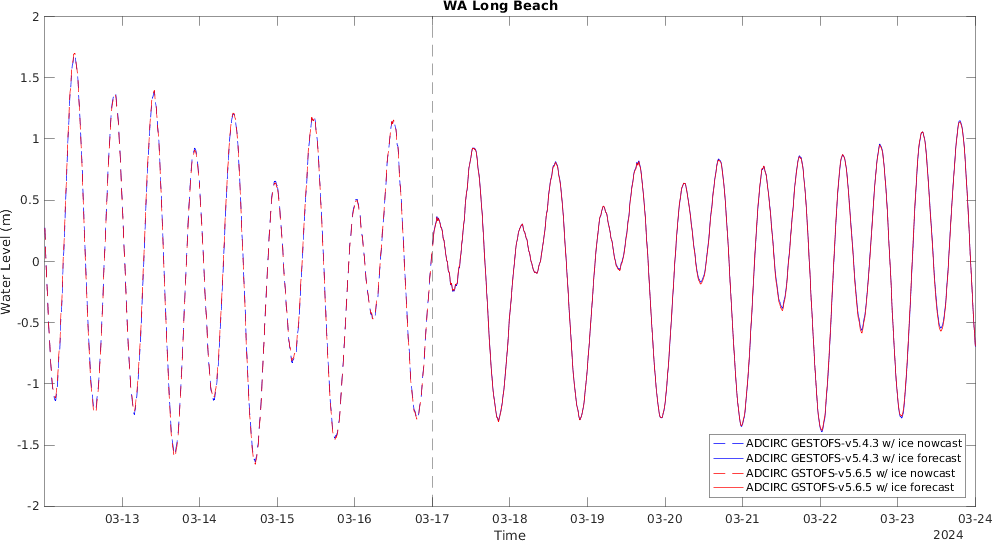 WA Long Beach
2
1.5
1
0.5
0
-0.5
-1
-1.5
-2
Water Level (m)
03-13 03-14 03-15 03-16 03-17 03-18 03-19 03-20 03-21 03-22 03-23 03-24
Time
2024
ADCIRC GESTOFS-v5.4.3 w/ ice nowcast
ADCIRC GESTOFS-v5.4.3 w/ ice forecast
ADCIRC GSTOFS-v5.6.5 w/ ice nowcast
ADCIRC GSTOFS-v5.6.5 w/ ice forecast